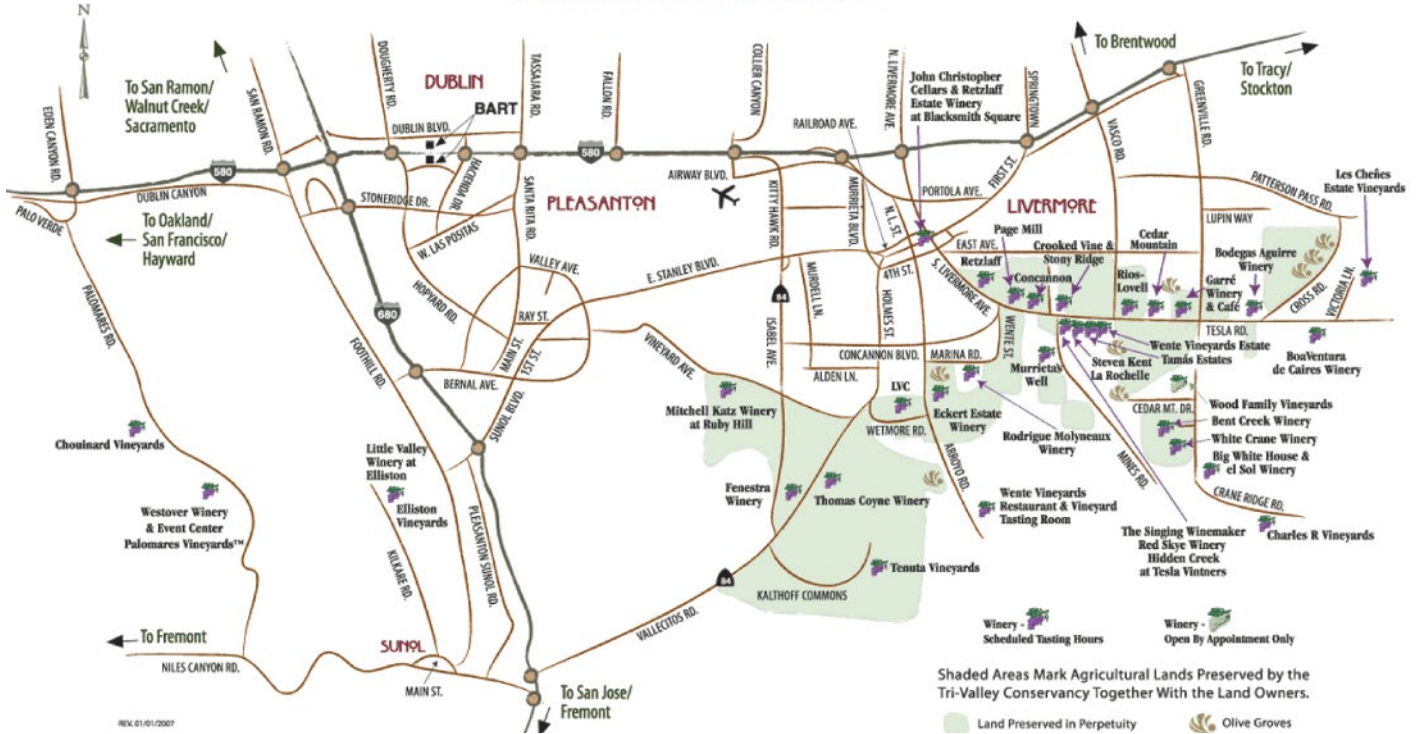 N
To San Ramon/
Walnut Creek/
Sacramento
EDEN CANYON RD.
SAN RAMON RD.
DOUGHERTY RD.
DUBLIN
TASSAJARA RD.
FALLON RD.
COLLIER CANYON
N. LIVERMORE AVE.
John Christopher
Cellars & Retzlaff
Estate Winery
at Blacksmith Square
SPRINGTOWN
To Brentwood
To Tracy/
Stockton
BART
DUBLIN BLVD.
RAILROAD AVE.
VASCO RD.
GREENVILLE RD.
580
580
DUBLIN CANYON
HACIENDA DR.
AIRWAY BLVD.
FIRST ST.
PORTOLA AVE.
PATTERSON PASS RD.
Les Cheñes
Estate Vineyards
PALO VERDE
To Oakland/
San Francisco/
Hayward
STONERIDGE DR.
SANTA RITA RD.
PLEASANTON
KITTY HAWK RD.
MURRIETA BLVD.
N. L. ST.
LIVERMORE
LUPIN WAY
W. LAS POSITAS
VALLEY AVE.
E. STANLEY BLVD.
4TH ST.
EAST AVE.
Page Mill
Crooked Vine &
Stony Ridge
Cedar
Mountain
Bodegas Aguirre
Winery
Retzlaff
Concannon
Rios-
Lovell
Garré
Winery
& Café
S. LIVERMORE AVE.
CROSS RD.
VICTORIA LN.
PALOMARES RD.
680
HOPYARD RD.
84
MURDELL LN.
HOLMES ST.
RAY ST.
MAIN ST.
1ST ST.
FOOTHILL RD.
BERNAL AVE.
VINEYARD AVE.
ISABEL AVE.
CONCANNON BLVD.
MARINA RD.
WENTE ST.
TESLA RD.
Wente Vineyards Estate
Tamás Estates
Steven Kent
La Rochelle
BoaVentura
de Caires Winery
ALDEN LN.
Murrieta's
Well
SUNOL BLVD.
Mitchell Katz Winery
at Ruby Hill
LVC
Eckert Estate
Winery
WETMORE RD.
Rodrigue Molyneaux
Winery
CEDAR MT. DR.
Wood Family Vineyards
Bent Creek Winery
White Crane Winery
Big White House &
el Sol Winery
Chouinard Vineyards
Little Valley
Winery at
Elliston
ARROYO RD.
MINES RD.
CRANE RIDGE RD.
Westover Winery
& Event Center
Palomares Vineyards™
Elliston
Vineyards
Fenestra
Winery
Thomas Coyne Winery
Wente Vineyards
Restaurant & Vineyard
Tasting Room
The Singing Winemaker
Red Skye Winery
Hidden Creek
at Tesla Vintners
Charles R Vineyards
KILKARE RD.
PLEASANTON SUNOL RD.
Tenuta Vineyards
84
KALTHOFF COMMONS
VALLECITOS RD.
To Fremont
NILES CANYON RD.
SUNOL
MAIN ST.
To San Jose/
Fremont
Winery -
Scheduled Tasting Hours
Winery -
Open By Appointment Only
Shaded Areas Mark Agricultural Lands Preserved by the
Tri-Valley Conservancy Together With the Land Owners.
Land Preserved in Perpetuity
Olive Groves
REV. 01/01/2007